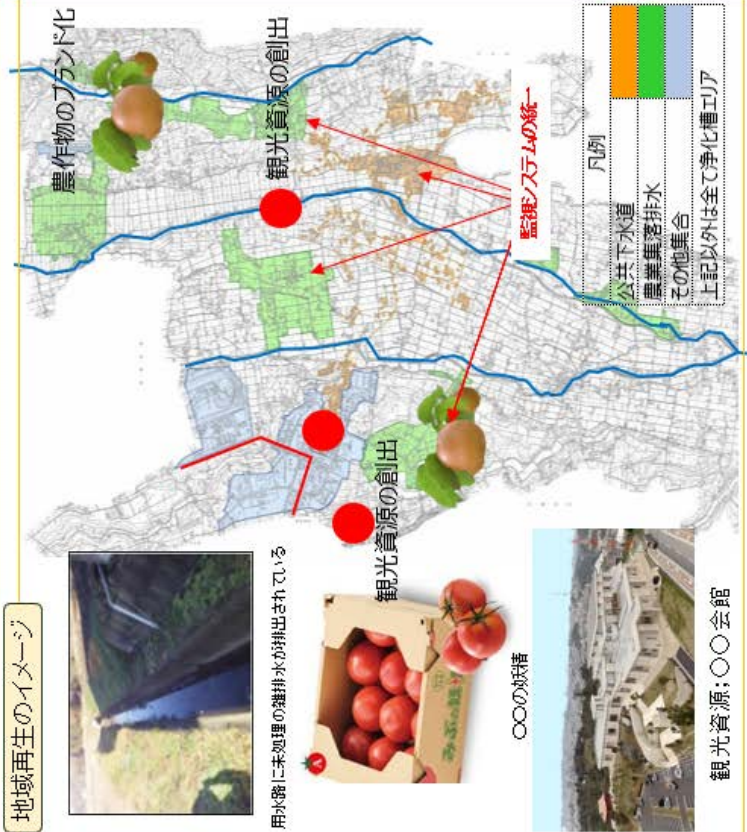 地域再生のイメージ
農作物のブランド化
観光資源の創出
監視システムの統一
観光資源の創出
用水路に未処理の雑排水が排出されている
〇〇の妖精
観光資源；〇〇会館
凡例
公共下水道
農業集落排水
その他集合
上記以外は全て浄化槽エリア